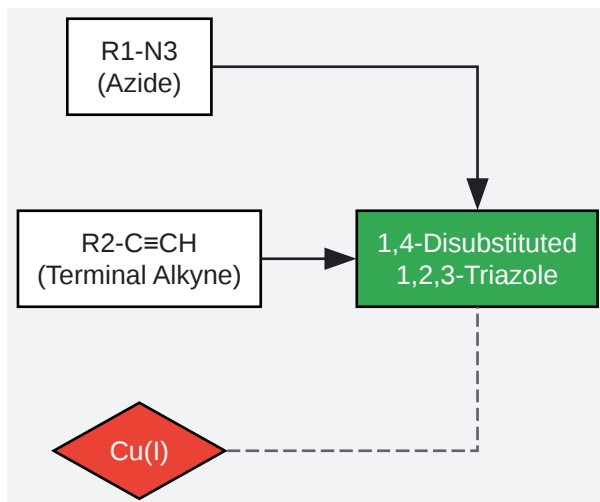 R1-N3
(Azide)
R2-C≡CH
(Terminal Alkyne)
1,4-Disubstituted
1,2,3-Triazole
Cu(I)